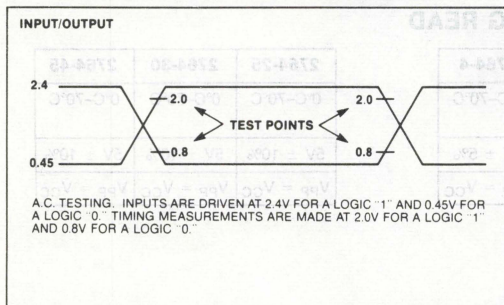 INPUT/OUTPUT
2.4
2.0
2.0
TEST POINTS
0.8
0.8
0.45
A.C. TESTING. INPUTS ARE DRIVEN AT 2.4V FOR A LOGIC "1" AND 0.45V FOR
A LOGIC "0." TIMING MEASUREMENTS ARE MADE AT 2.0V FOR A LOGIC "1"
AND 0.8V FOR A LOGIC "0."